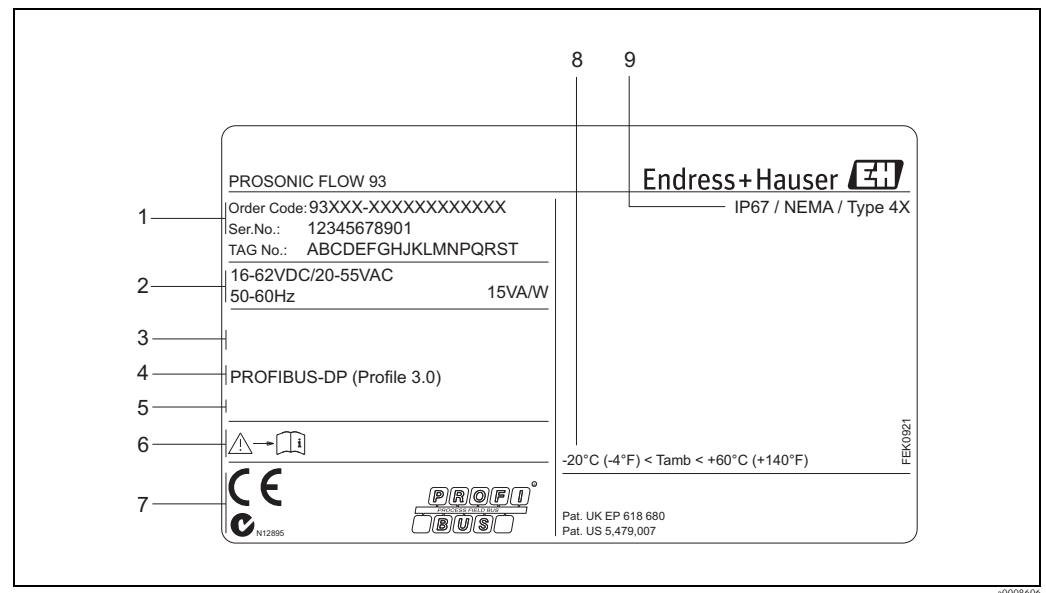 8 9
PROSONIC FLOW 93
Endress+Hauser EH
1
Order Code: 93XXX-XXXXXXXXXXXX
Ser.No.: 12345678901
TAG No.: ABCDEFGHJKLMNPQRST
IP67 / NEMA / Type 4X
2
16-62VDC/20-55VAC
50-60Hz 15VA/W
3
4
PROFIBUS-DP (Profile 3.0)
5
6
i
-20°C (-4°F) < Tamb < +60°C (+140°F)
FEK0921
7
CE
N12895
PROFI®
PROCESS FIELD BUS
BUS
Pat. UK EP 618 680
Pat. US 5,479,007
a0008606